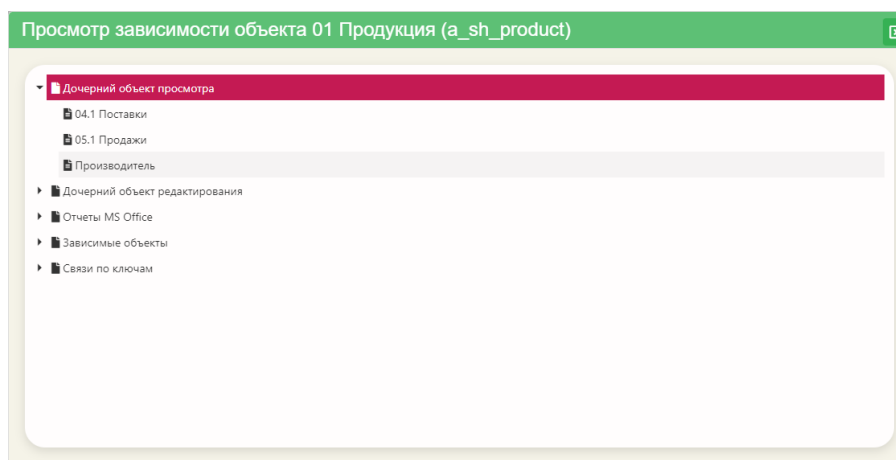 Просмотр зависимости объекта 01 Продукция (a_sh_product)
Дочерний объект просмотра
04.1 Поставки
05.1 Продажи
Производитель
Дочерний объект редактирования
Отчеты MS Office
Зависимые объекты
Связи по ключам